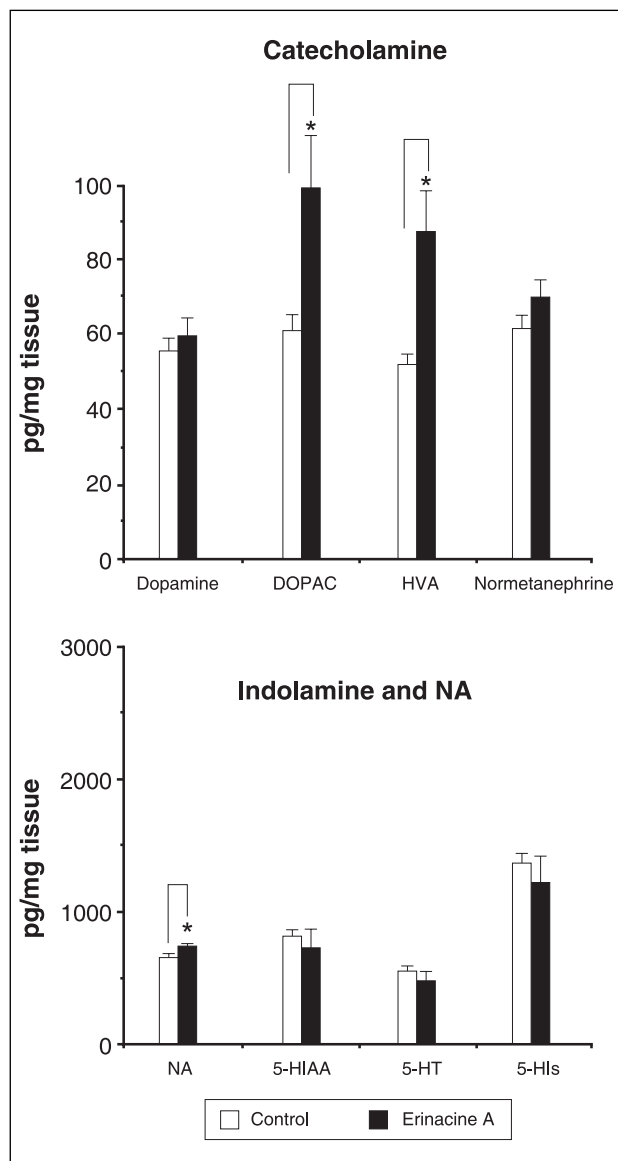 Catecholamine
*
*
100
80
60
40
20
0
pg/mg tissue
Dopamine DOPAC HVA Normetanephrine
Indolamine and NA
3000
2000
1000
0
pg/mg tissue
*
NA 5-HIAA 5-HT 5-HIs
Control Erinacine A